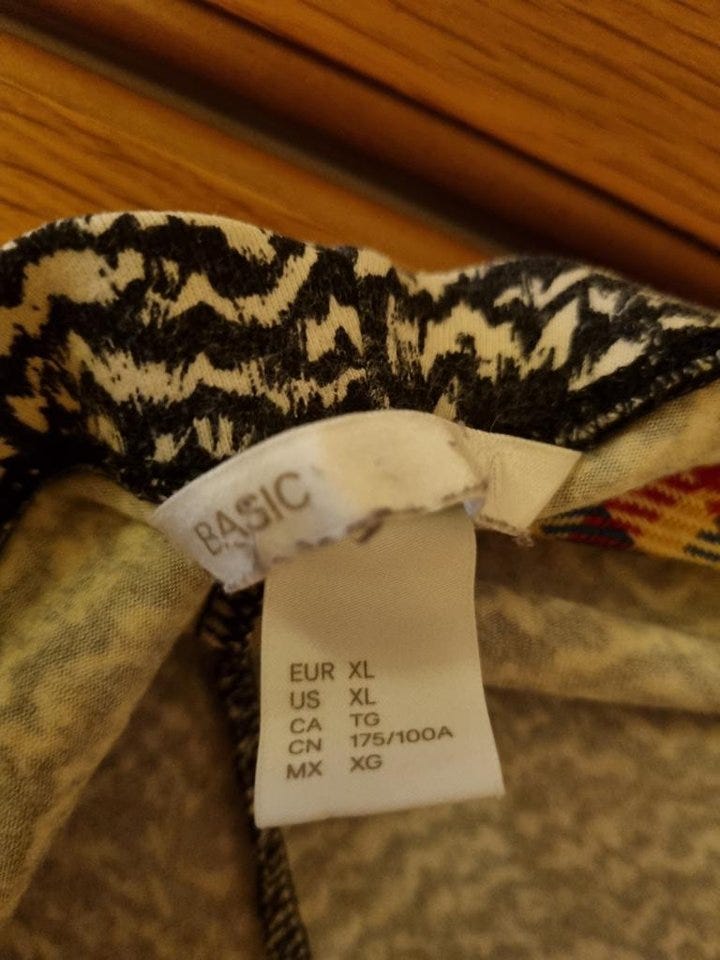 BASIC
EUR XL
US XL
CA TG
CN 175/100A
MX XG